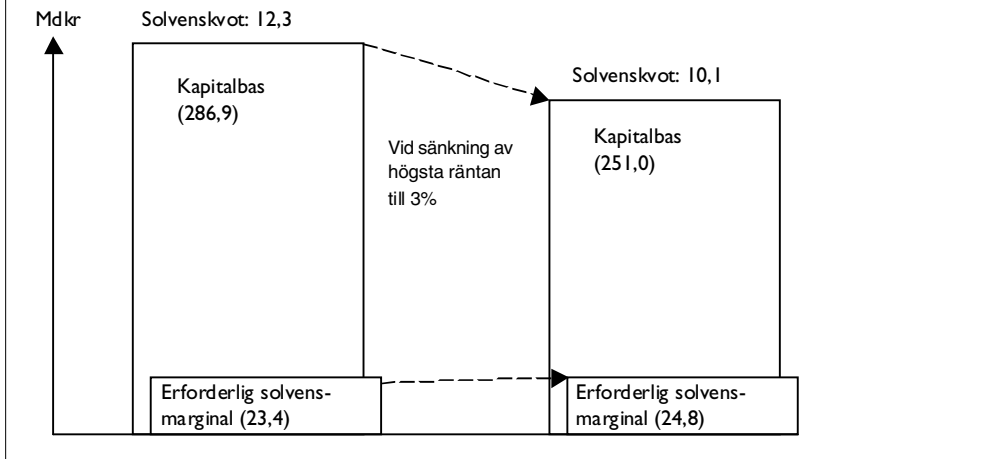 Mdkr
Solvenskvot: 12,3
Kapitalbas
(286,9)
Vid sänkning av
högsta räntan
till 3%
Solvenskvot: 10,1
Kapitalbas
(251,0)
Erforderlig solvens-
marginal (23,4)
Erforderlig solvens-
marginal (24,8)